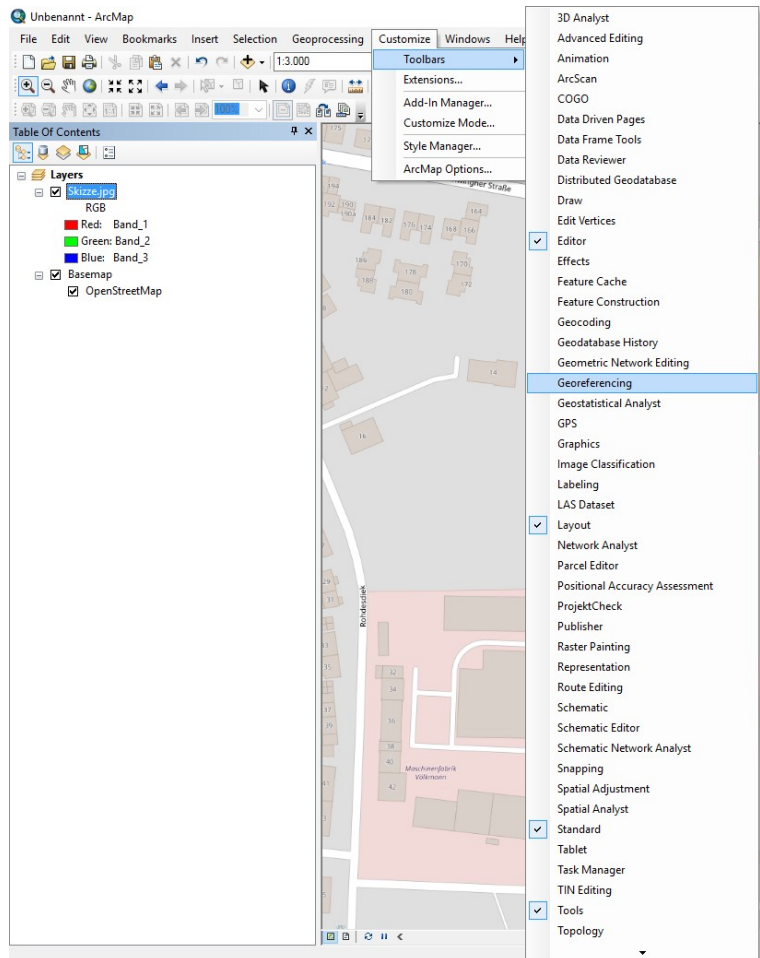 Unbenannt - ArcMap
File Edit View Bookmarks Insert Selection Geoprocessing Customize Windows Help
1:3.000
100%
Toolbars
Extensions...
Add-In Manager...
Customize Mode...
Style Manager...
ArcMap Options...
Table Of Contents
Layers
Skizze.jpg
RGB
Red: Band_1
Green: Band_2
Blue: Band_3
Basemap
OpenStreetMap
3D Analyst
Advanced Editing
Animation
ArcScan
COGO
Data Driven Pages
Data Frame Tools
Data Reviewer
Distributed Geodatabase
Draw
Edit Vertices
Editor
Effects
Feature Cache
Feature Construction
Geocoding
Geodatabase History
Geometric Network Editing
Georeferencing
Geostatistical Analyst
GPS
Graphics
Image Classification
Labeling
LAS Dataset
Layout
Network Analyst
Parcel Editor
Positional Accuracy Assessment
ProjektCheck
Publisher
Raster Painting
Representation
Route Editing
Schematic
Schematic Editor
Schematic Network Analyst
Snapping
Spatial Adjustment
Spatial Analyst
Standard
Tablet
Task Manager
TIN Editing
Tools
Topology
175
Straße
194
192 190
190a
184 182
176 174
168 166
164
186
188
178
180
170
172
14
16
Rohdesdiek
29
31
33
35
37
39
41
32
34
36
38
40
42
Maschinenfabrik
Völkmann